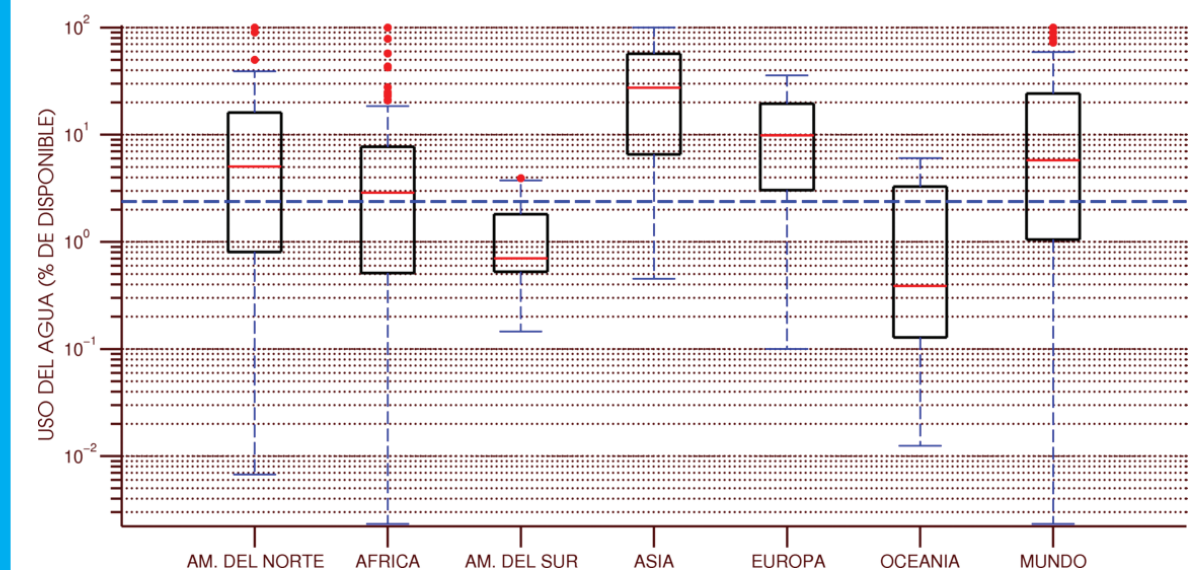 USO DEL AGUA (% DE DISPONIBLE)
10²
10¹
10⁰
10⁻¹
10⁻²
AM. DEL NORTE AFRICA AM. DEL SUR ASIA EUROPA OCEANIA MUNDO